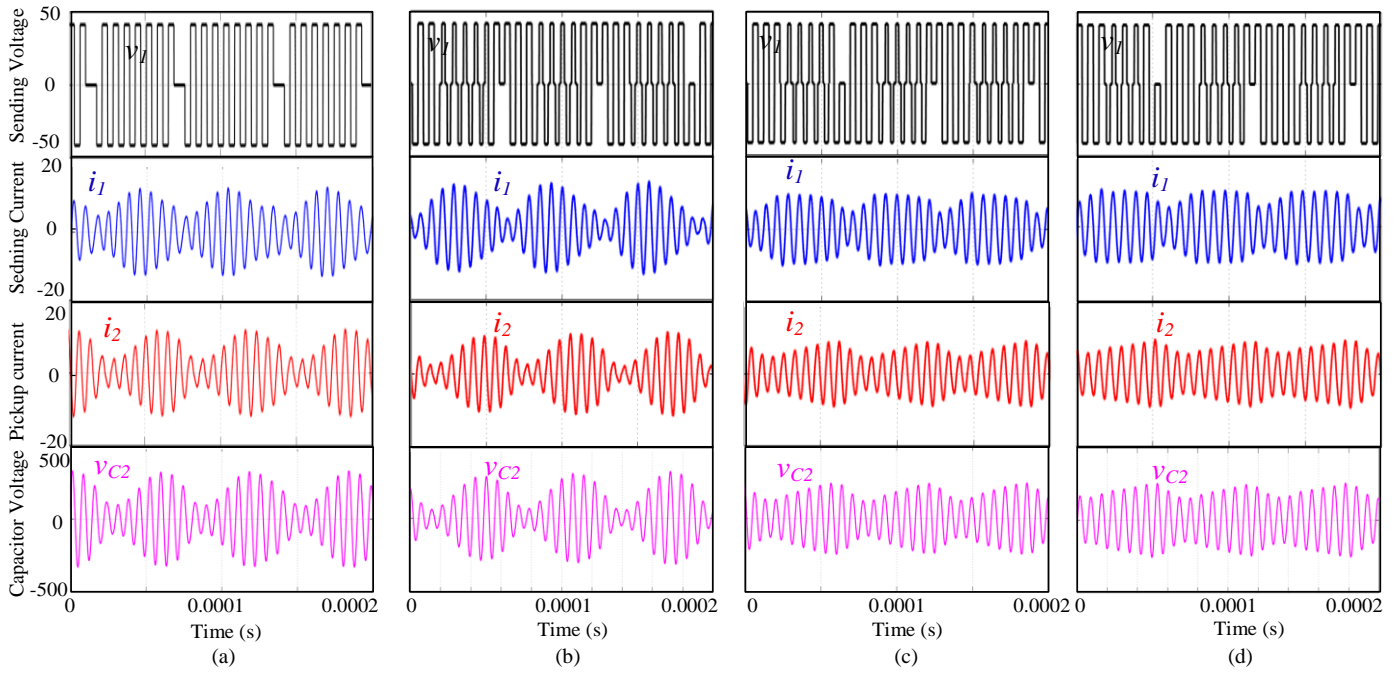 Sending Voltage
50
0
-50
v1
v1
v1
v1
Sedning Current
20
0
-20
i1
i1
i1
i1
Pickup current
20
0
-20
i2
i2
i2
i2
Capacitor Voltage
500
0
-500
vC2
vC2
vC2
vC2
0 0.0001 0.0002
0 0.0001 0.0002
0 0.0001 0.0002
0 0.0001 0.0002
Time (s) Time (s) Time (s) Time (s)
(a) (b) (c) (d)